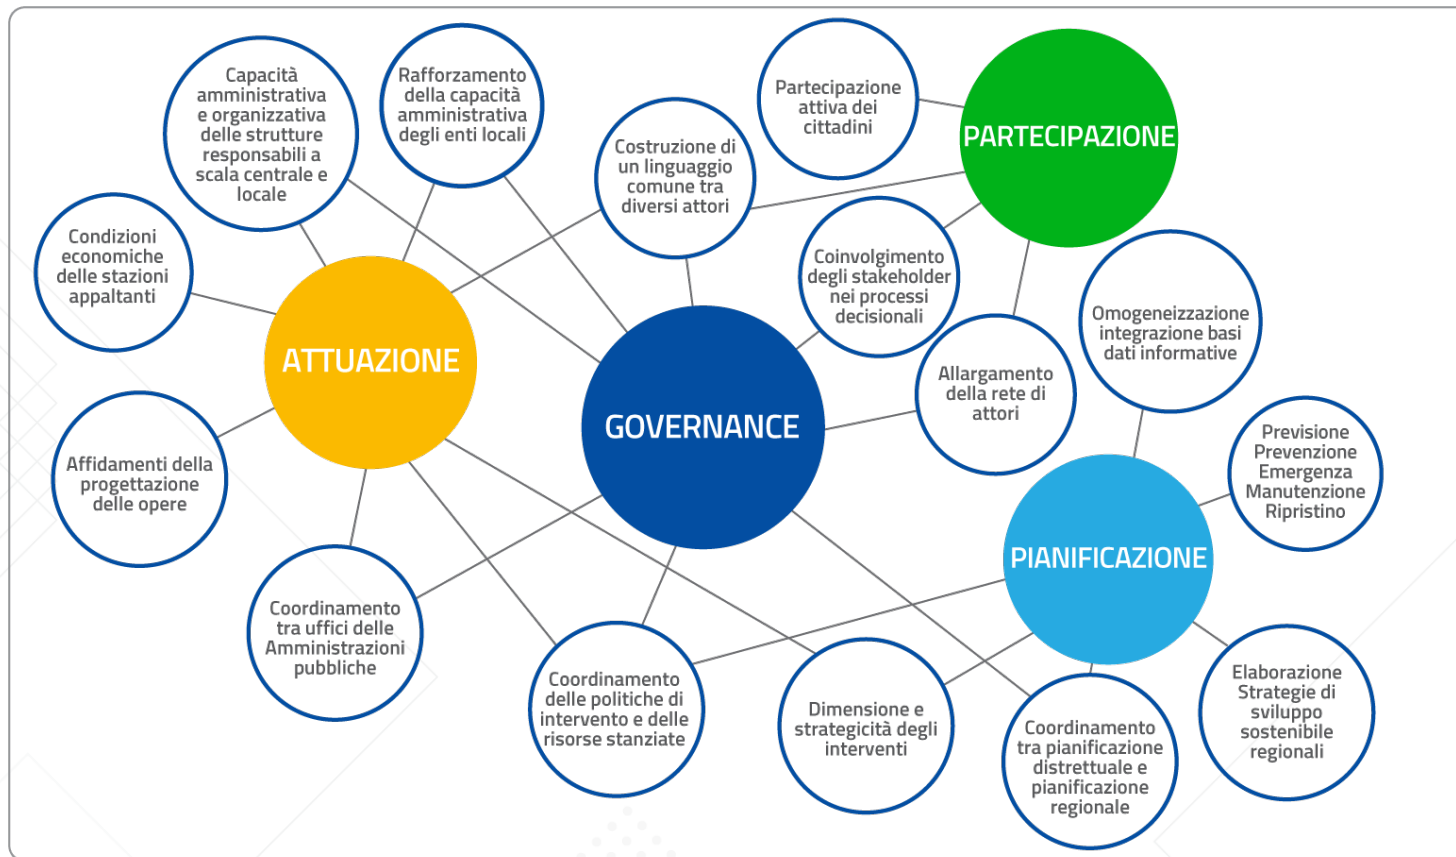 Capacità
amministrativa
e organizzativa
delle strutture
responsabili a
scala centrale e
locale
Rafforzamento
della capacità
amministrativa
degli enti locali
Costruzione di
un linguaggio
comune tra
diversi attori
Partecipazione
attiva dei
cittadini
PARTECIPAZIONE
Condizioni
economiche
delle stazioni
appaltanti
Coinvolgimento
degli stakeholder
nei processi
decisionali
Omogeneizzazione
integrazione basi
dati informative
ATTUAZIONE
GOVERNANCE
Allargamento
della rete di
attori
Previsione
Prevenzione
Emergenza
Manutenzione
Ripristino
Affidamenti della
progettazione
delle opere
PIANIFICAZIONE
Coordinamento
tra uffici delle
Amministrazioni
pubbliche
Coordinamento
delle politiche di
intervento e delle
risorse stanziate
Dimensione e
strategicità degli
interventi
Coordinamento
tra pianificazione
distrettuale e
pianificazione
regionale
Elaborazione
Strategie di
sviluppo
sostenibile
regionali